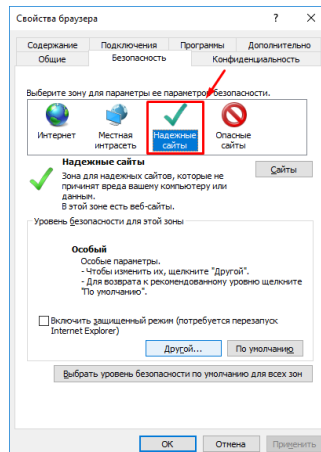 Свойства браузера
? ×
Содержание Подключения Программы Дополнительно
Общие Безопасность Конфиденциальность
Выберите зону для параметры ее параметров безопасности.
Интернет
Местная интрасеть
Надежные сайты
Опасные сайты
Надежные сайты
Сайты
Зона для надежных сайтов, которые не
причинят вреда вашему компьютеру или
данным.
В этой зоне есть веб-сайты.
Уровень безопасности для этой зоны
Особый
Особые параметры.
- Чтобы изменить их, щелкните "Другой".
- Для возврата к рекомендованному уровню щелкните
"По умолчанию".
Включить защищенный режим (потребуется перезапуск
Internet Explorer)
Другой... По умолчанию
Выбрать уровень безопасности по умолчанию для всех зон
ОК Отмена Применить